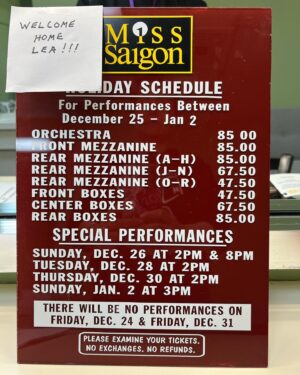 WELCOME
HOME
LEA!!!
MISS
Saigon
HOLIDAY SCHEDULE
For Performances Between
December 25 - Jan 2
ORCHESTRA 85 00
FRONT MEZZANINE 85.00
REAR MEZZANINE (A-H) 85.00
REAR MEZZANINE (J-N) 67.50
REAR MEZZANINE (O-R) 47.50
FRONT BOXES 47.50
CENTER BOXES 67.50
REAR BOXES 85.00
SPECIAL PERFORMANCES
SUNDAY, DEC. 26 AT 2PM & 8PM
TUESDAY, DEC. 28 AT 2PM
THURSDAY, DEC. 30 AT 2PM
SUNDAY, JAN. 2 AT 3PM
THERE WILL BE NO PERFORMANCES ON
FRIDAY, DEC. 24 & FRIDAY, DEC. 31
PLEASE EXAMINE YOUR TICKETS.
NO EXCHANGES. NO REFUNDS.